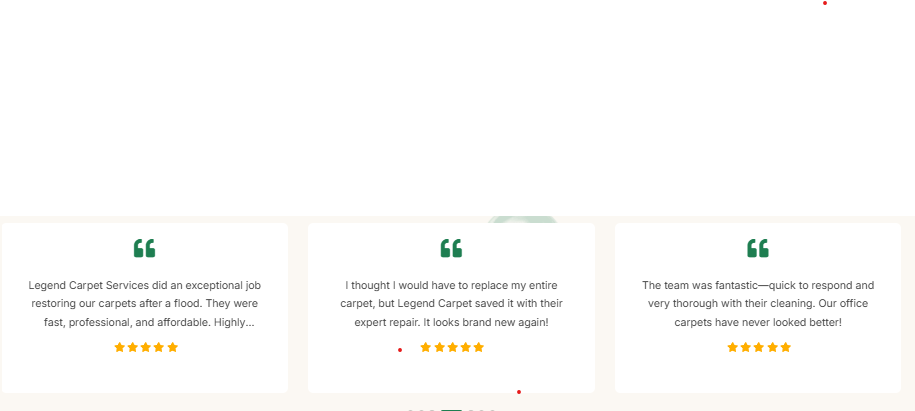 Legend Carpet Services did an exceptional job
restoring our carpets after a flood. They were
fast, professional, and affordable. Highly...
I thought I would have to replace my entire
carpet, but Legend Carpet saved it with their
expert repair. It looks brand new again!
The team was fantastic—quick to respond and
very thorough with their cleaning. Our office
carpets have never looked better!